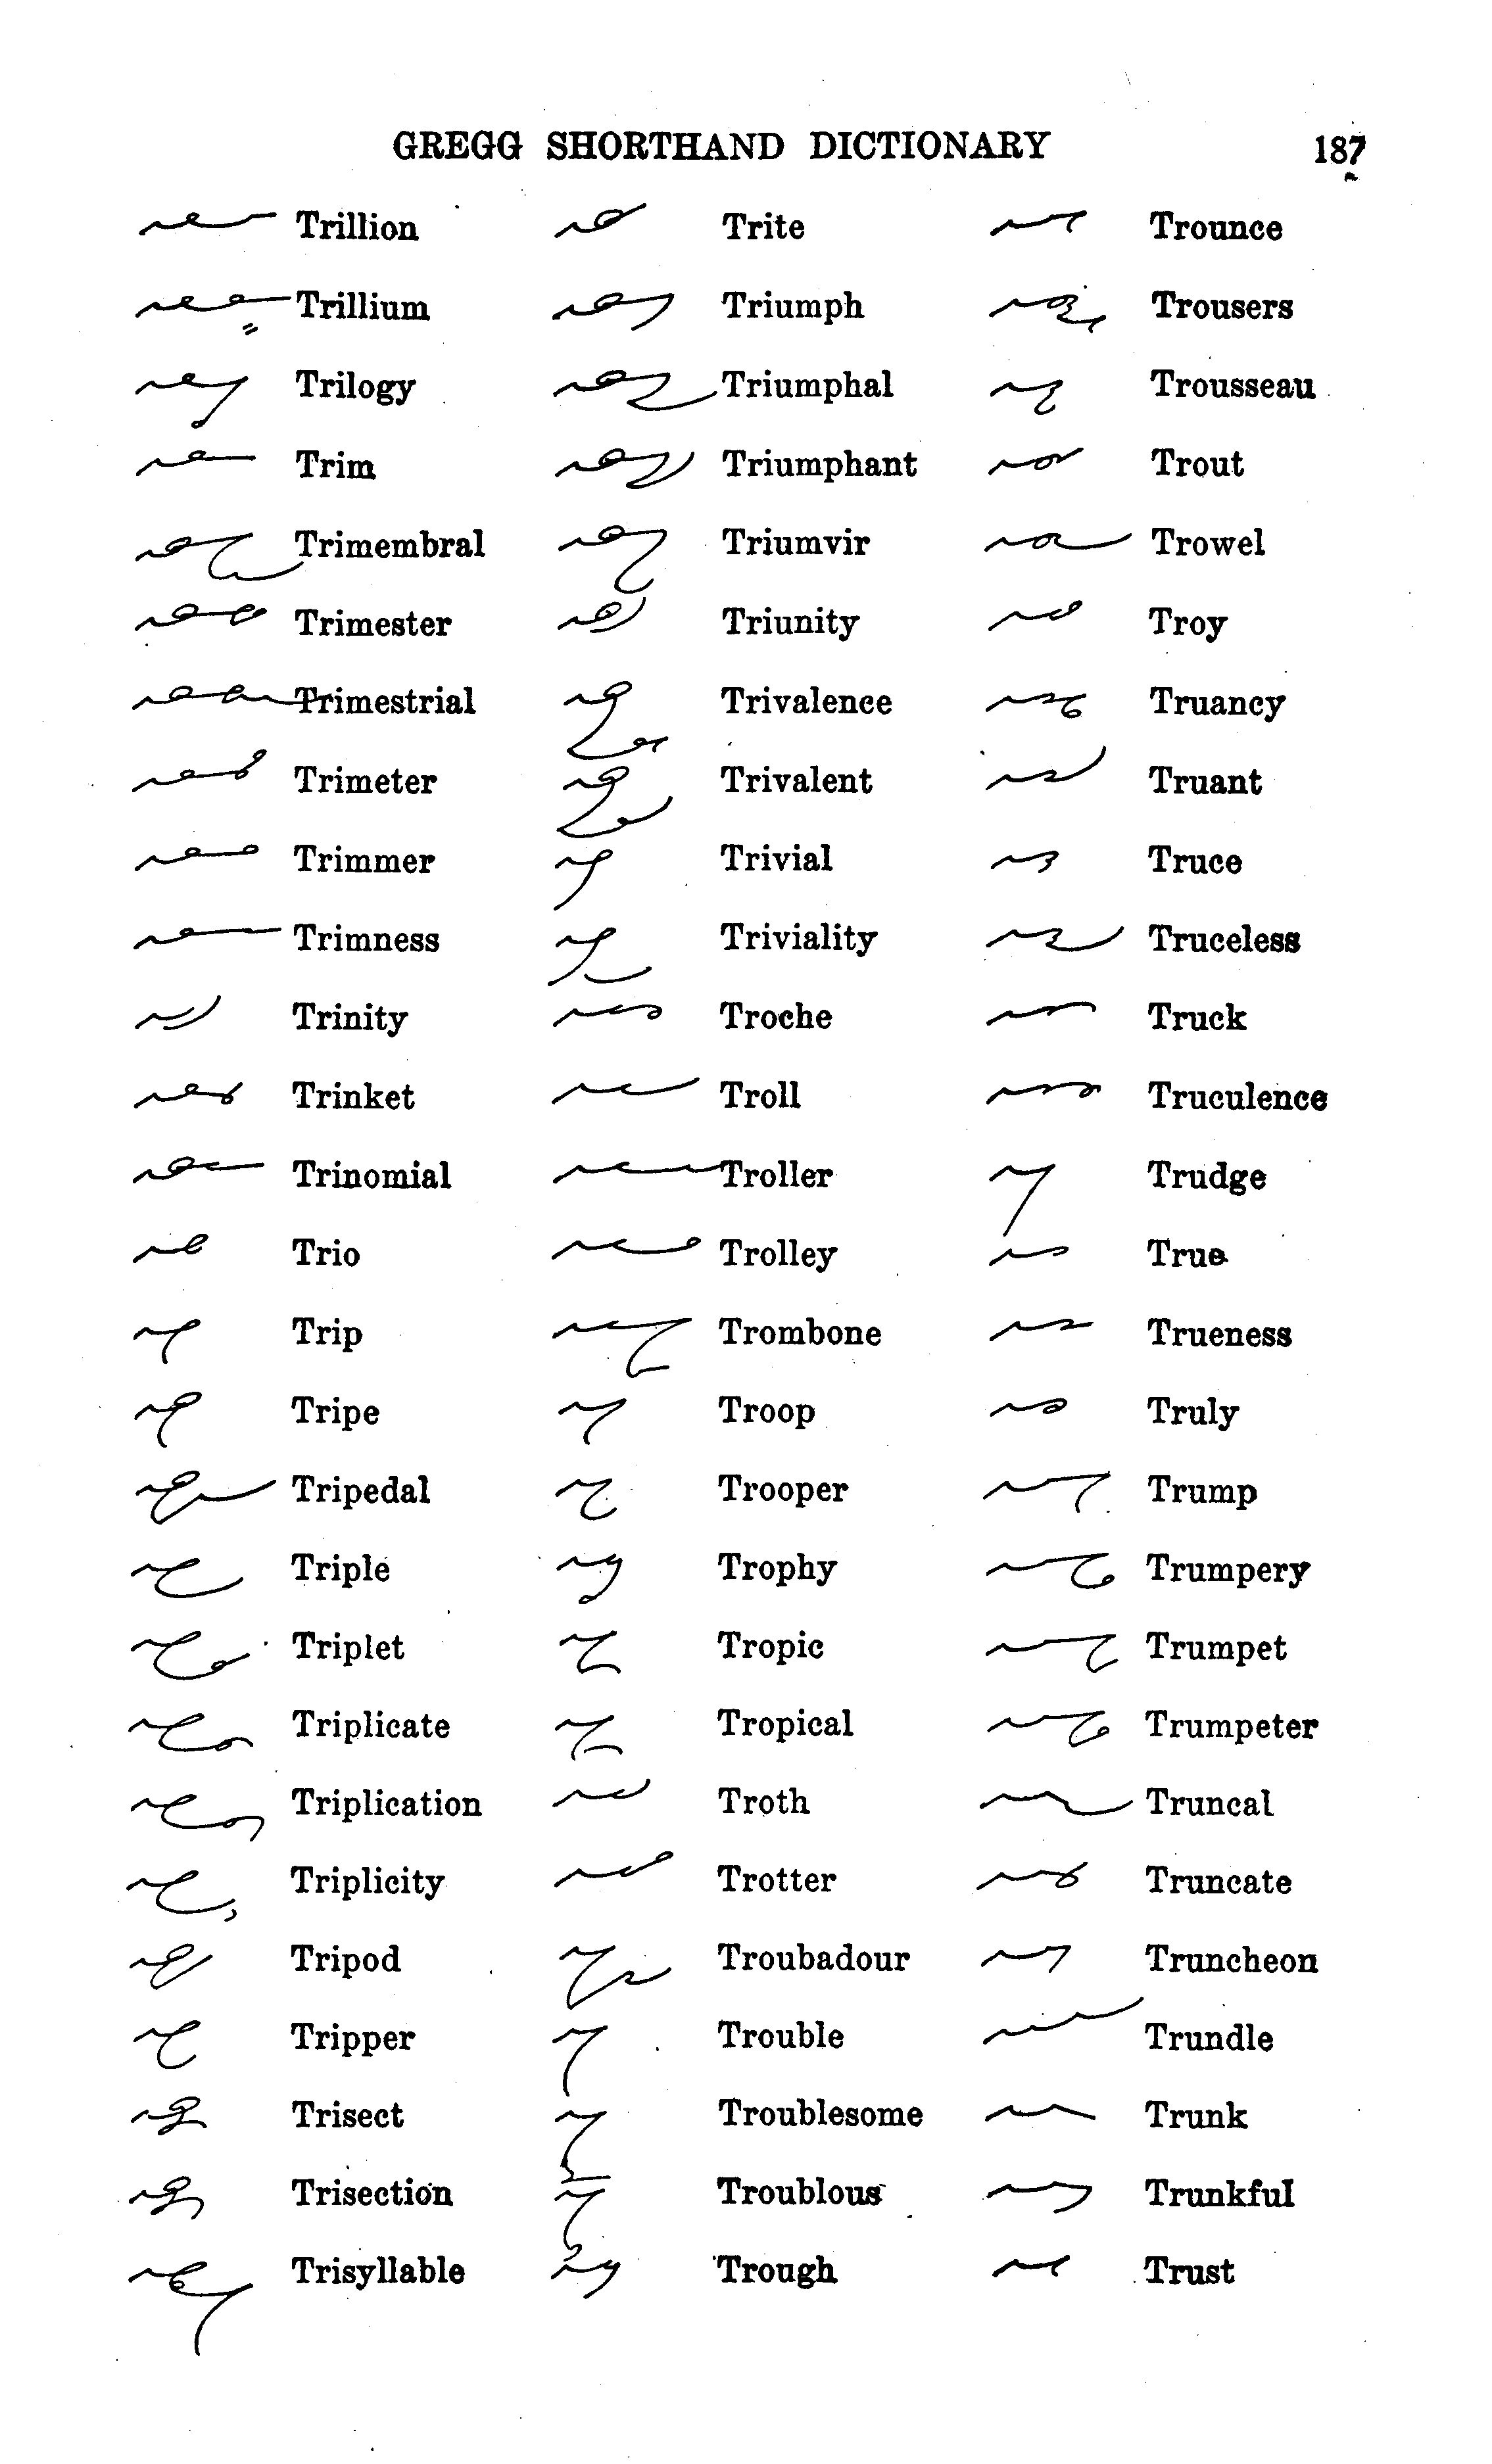 GREGG SHORTHAND DICTIONARY 187
Trillion
Trillium
Trilogy
Trim
Trimembral
Trimester
Trimestrial
Trimeter
Trimmer
Trimness
Trinity
Trinket
Trinomial
Trio
Trip
Tripe
Tripedal
Triple
Triplet
Triplicate
Triplication
Triplicity
Tripod
Tripper
Trisect
Trisection
Trisyllable
Trite
Triumph
Triumphal
Triumphant
Triumvir
Triunity
Trivalence
Trivalent
Trivial
Triviality
Troche
Troll
Troller
Trolley
Trombone
Troop
Trooper
Trophy
Tropic
Tropical
Troth
Trotter
Troubadour
Trouble
Troublesome
Troublous
Trough
Trounce
Trousers
Trousseau
Trout
Trowel
Troy
Truancy
Truant
Truce
Truceless
Truck
Truculence
Trudge
True
Trueness
Truly
Trump
Trumpery
Trumpet
Trumpeter
Truncal
Truncate
Truncheon
Trundle
Trunk
Trunkful
Trust